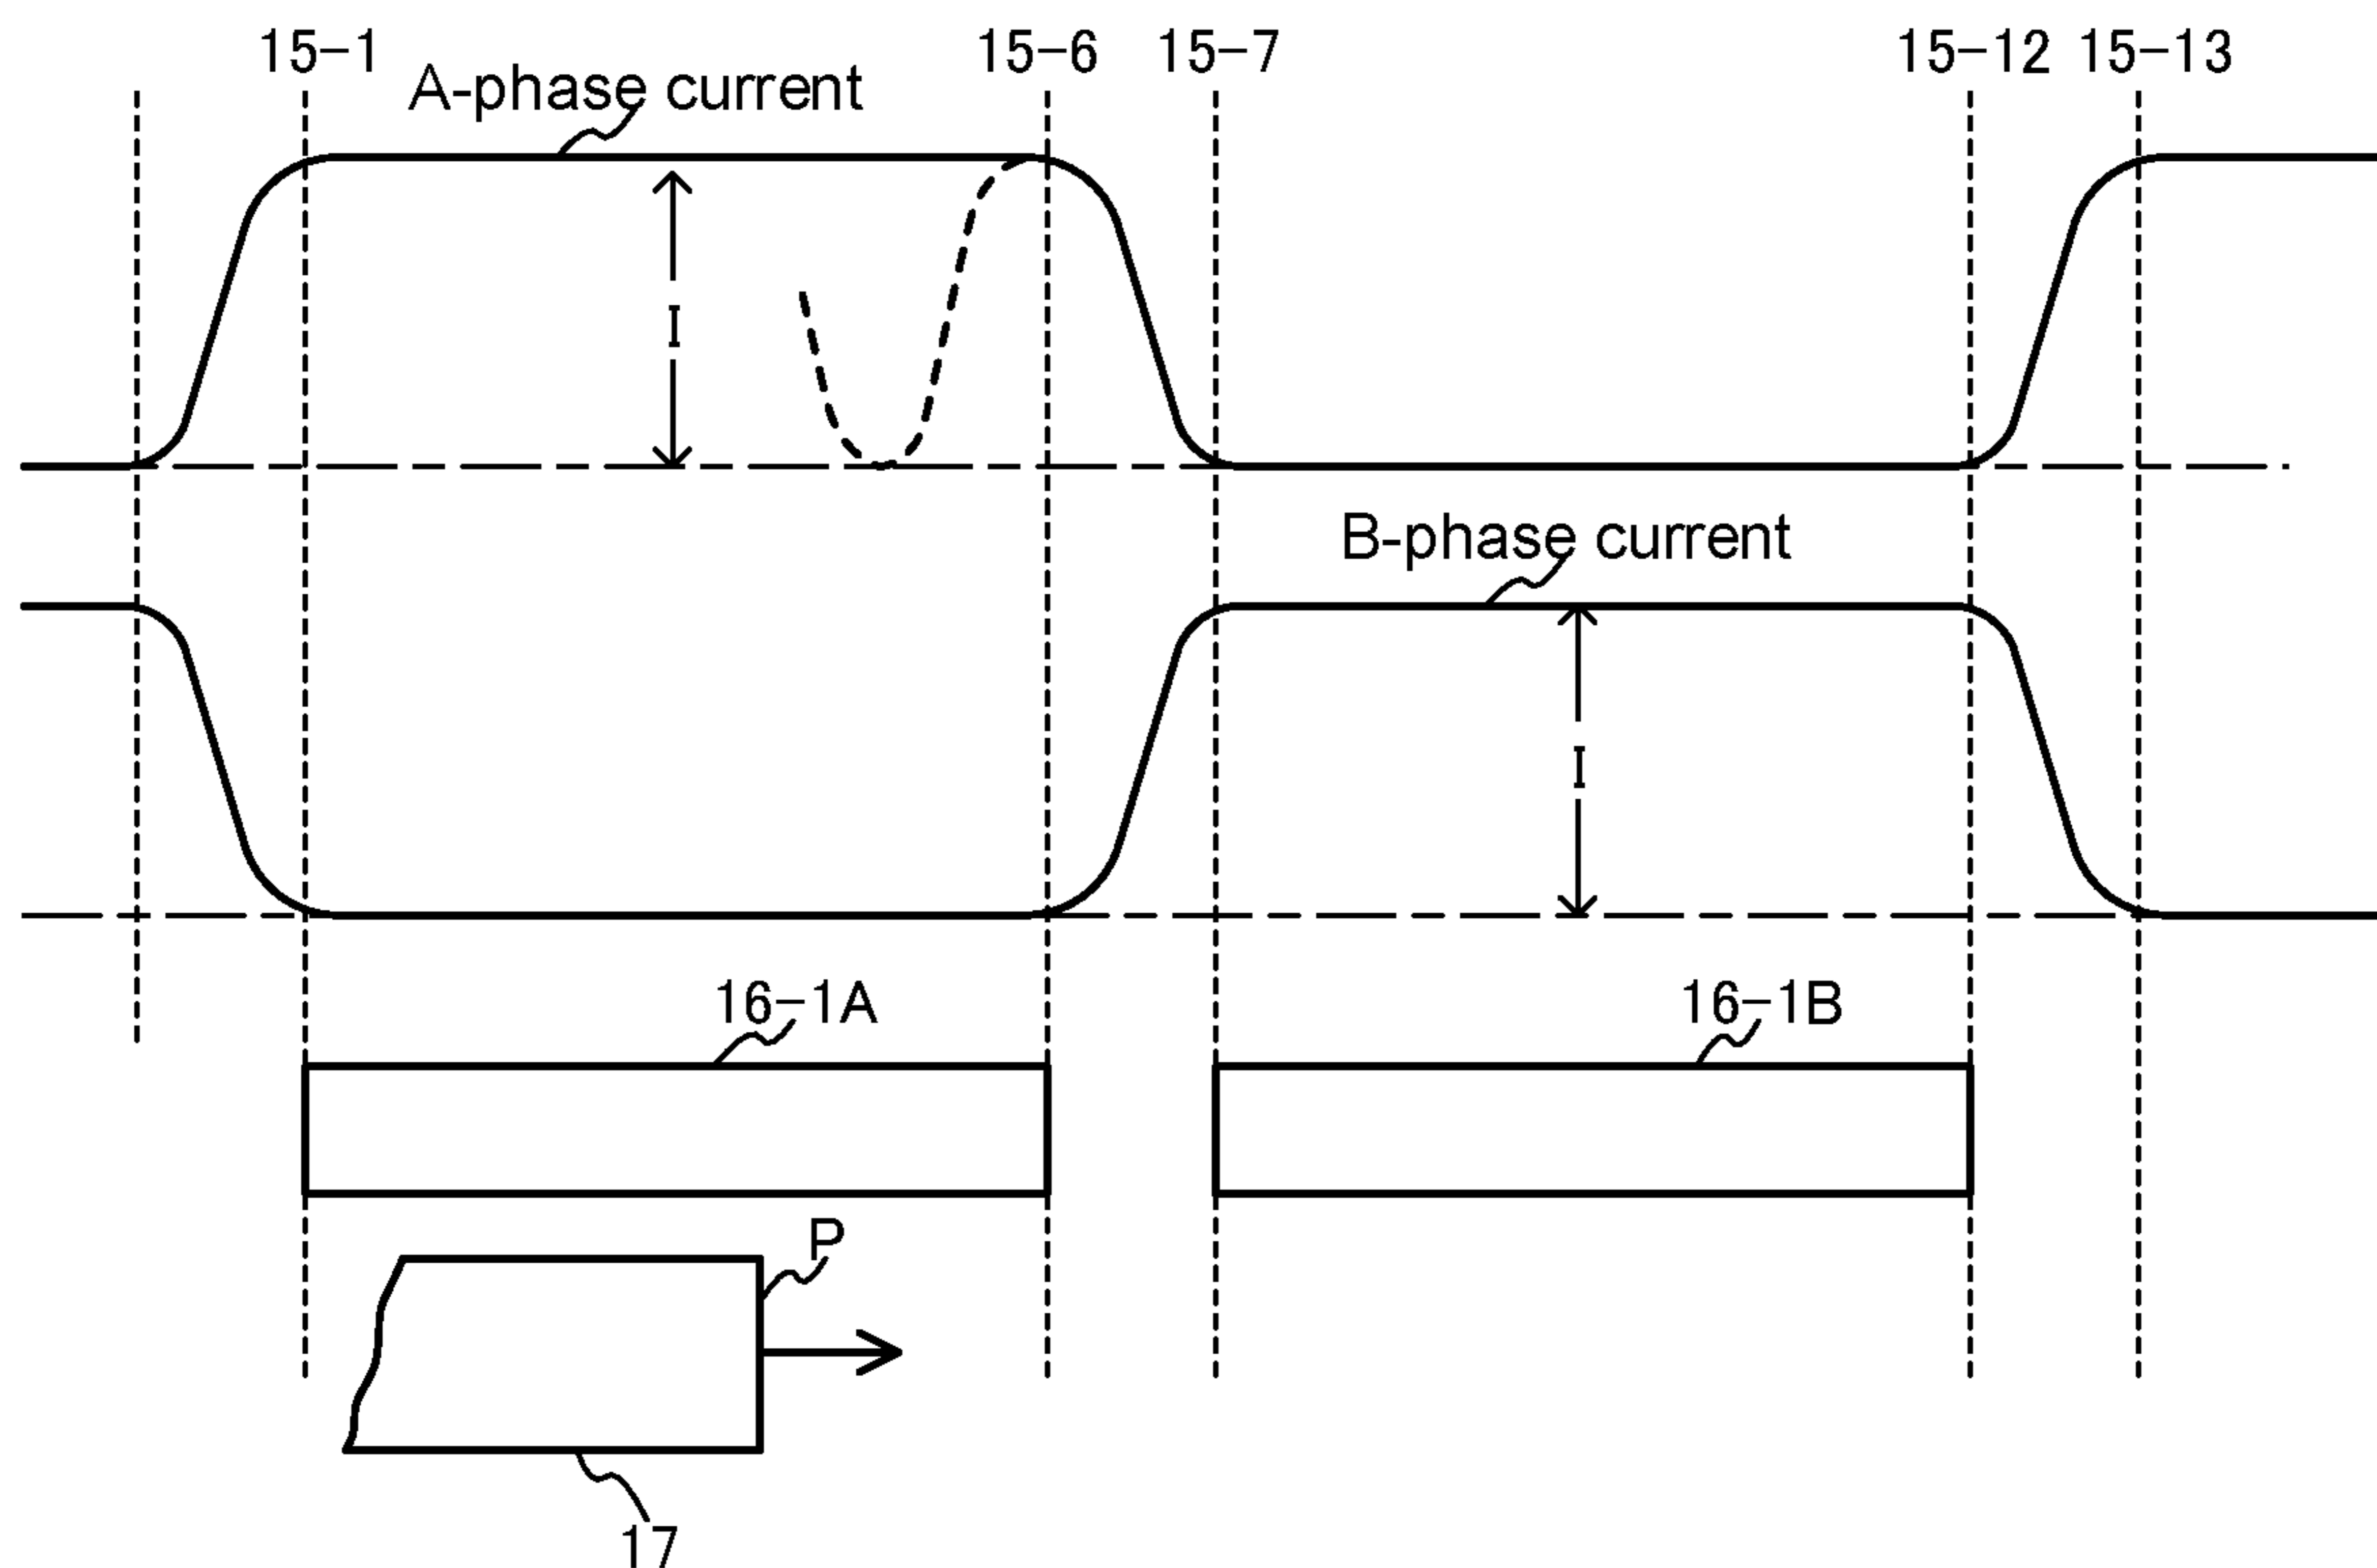 15-1
15-6
15-7
15-12
15-13
A-phase current
I
B-phase current
I
16-1A
16-1B
P
17